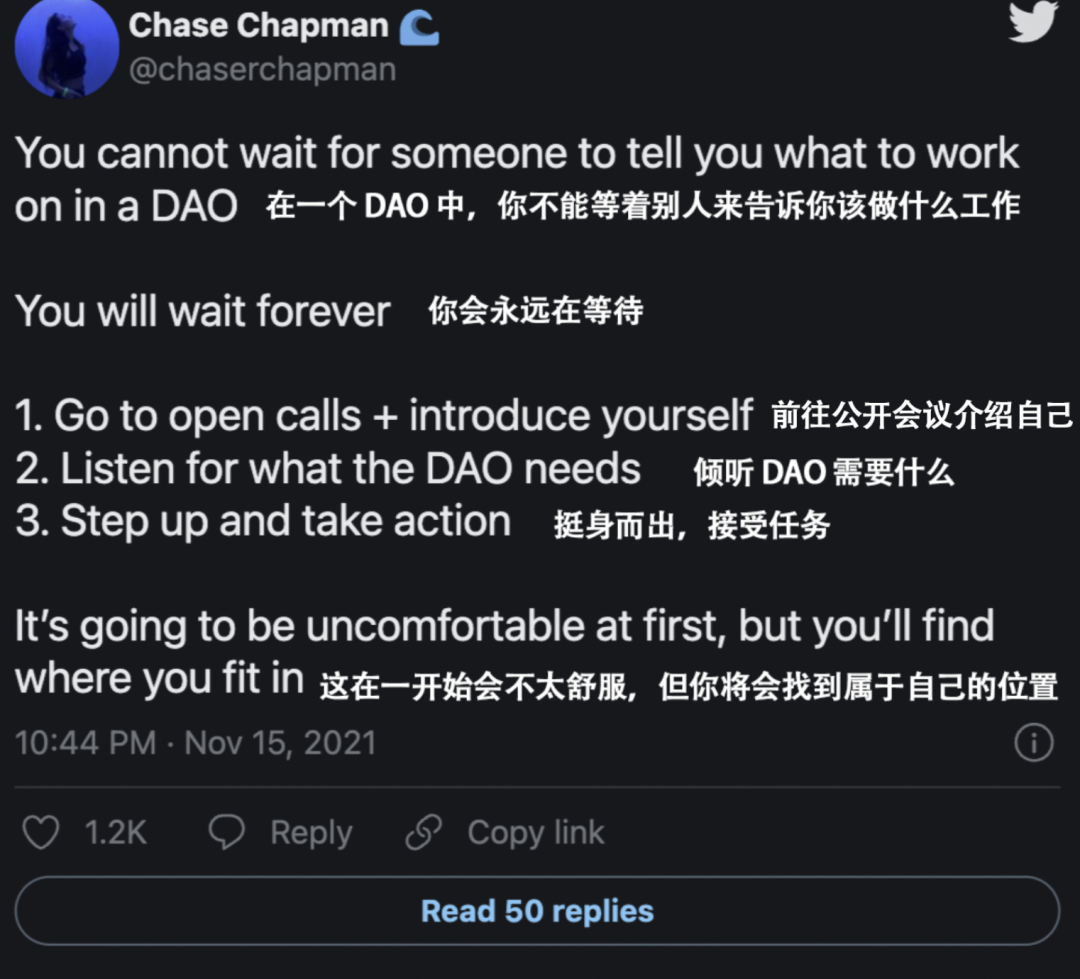 Chase Chapman 🌊
@chaserchapman
You cannot wait for someone to tell you what to work
on in a DAO 在一个 DAO 中，你不能等着别人来告诉你该做什么工作
You will wait forever 你会永远在等待
1. Go to open calls + introduce yourself 前往公开会议介绍自己
2. Listen for what the DAO needs 倾听 DAO 需要什么
3. Step up and take action 挺身而出，接受任务
It’s going to be uncomfortable at first, but you’ll find
where you fit in 这在一开始会不太舒服，但你将会找到属于自己的位置
10:44 PM · Nov 15, 2021
1.2K Reply Copy link
Read 50 replies